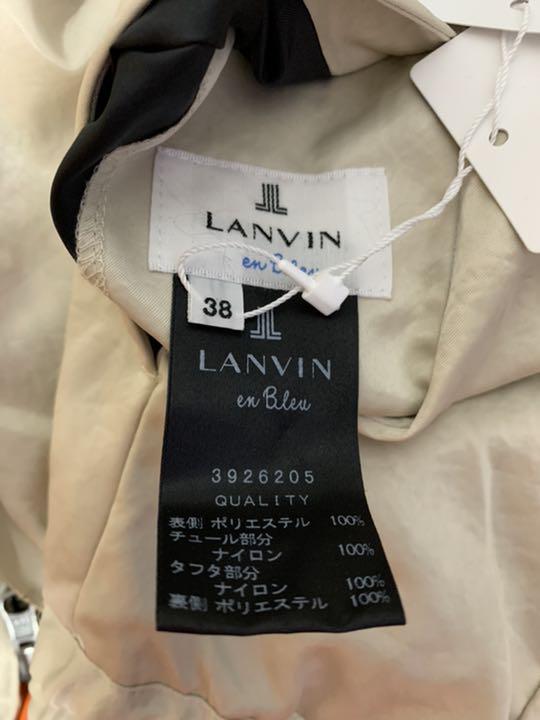 LANVIN
en Bleu
38
LANVIN
en Bleu
3926205
QUALITY
表側 ポリエステル 100%
チュール部分
ナイロン 100%
タフタ部分
ナイロン 100%
裏側 ポリエステル 100%